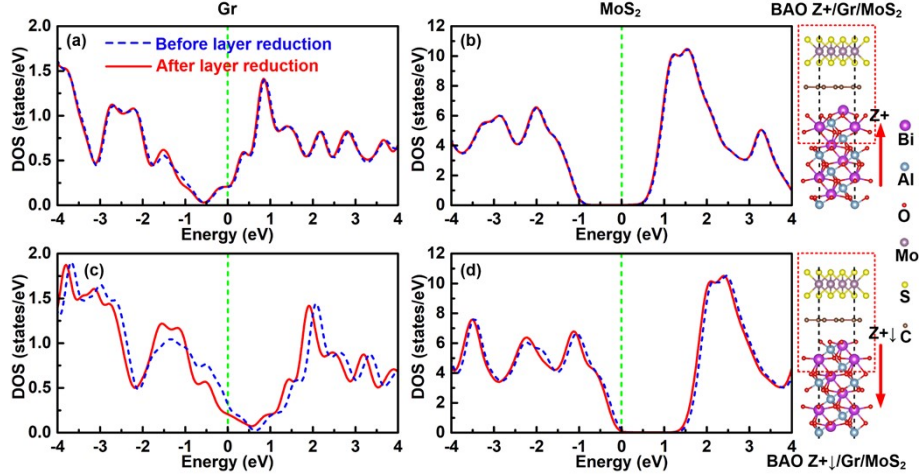 Gr
MoS₂
BAO Z+/Gr/MoS₂
(a)
Before layer reduction
After layer reduction
DOS (states/eV)
2.0
1.5
1.0
0.5
0.0
-4 -3 -2 -1 0 1 2 3 4
Energy (eV)
(b)
DOS (states/eV)
12
10
8
6
4
2
0
-4 -3 -2 -1 0 1 2 3 4
Energy (eV)
Z+
Bi
Al
O
Mo
S
C
(c)
DOS (states/eV)
2.0
1.5
1.0
0.5
0.0
-4 -3 -2 -1 0 1 2 3 4
Energy (eV)
(d)
DOS (states/eV)
12
10
8
6
4
2
0
-4 -3 -2 -1 0 1 2 3 4
Energy (eV)
Z+↓
BAO Z+↓/Gr/MoS₂